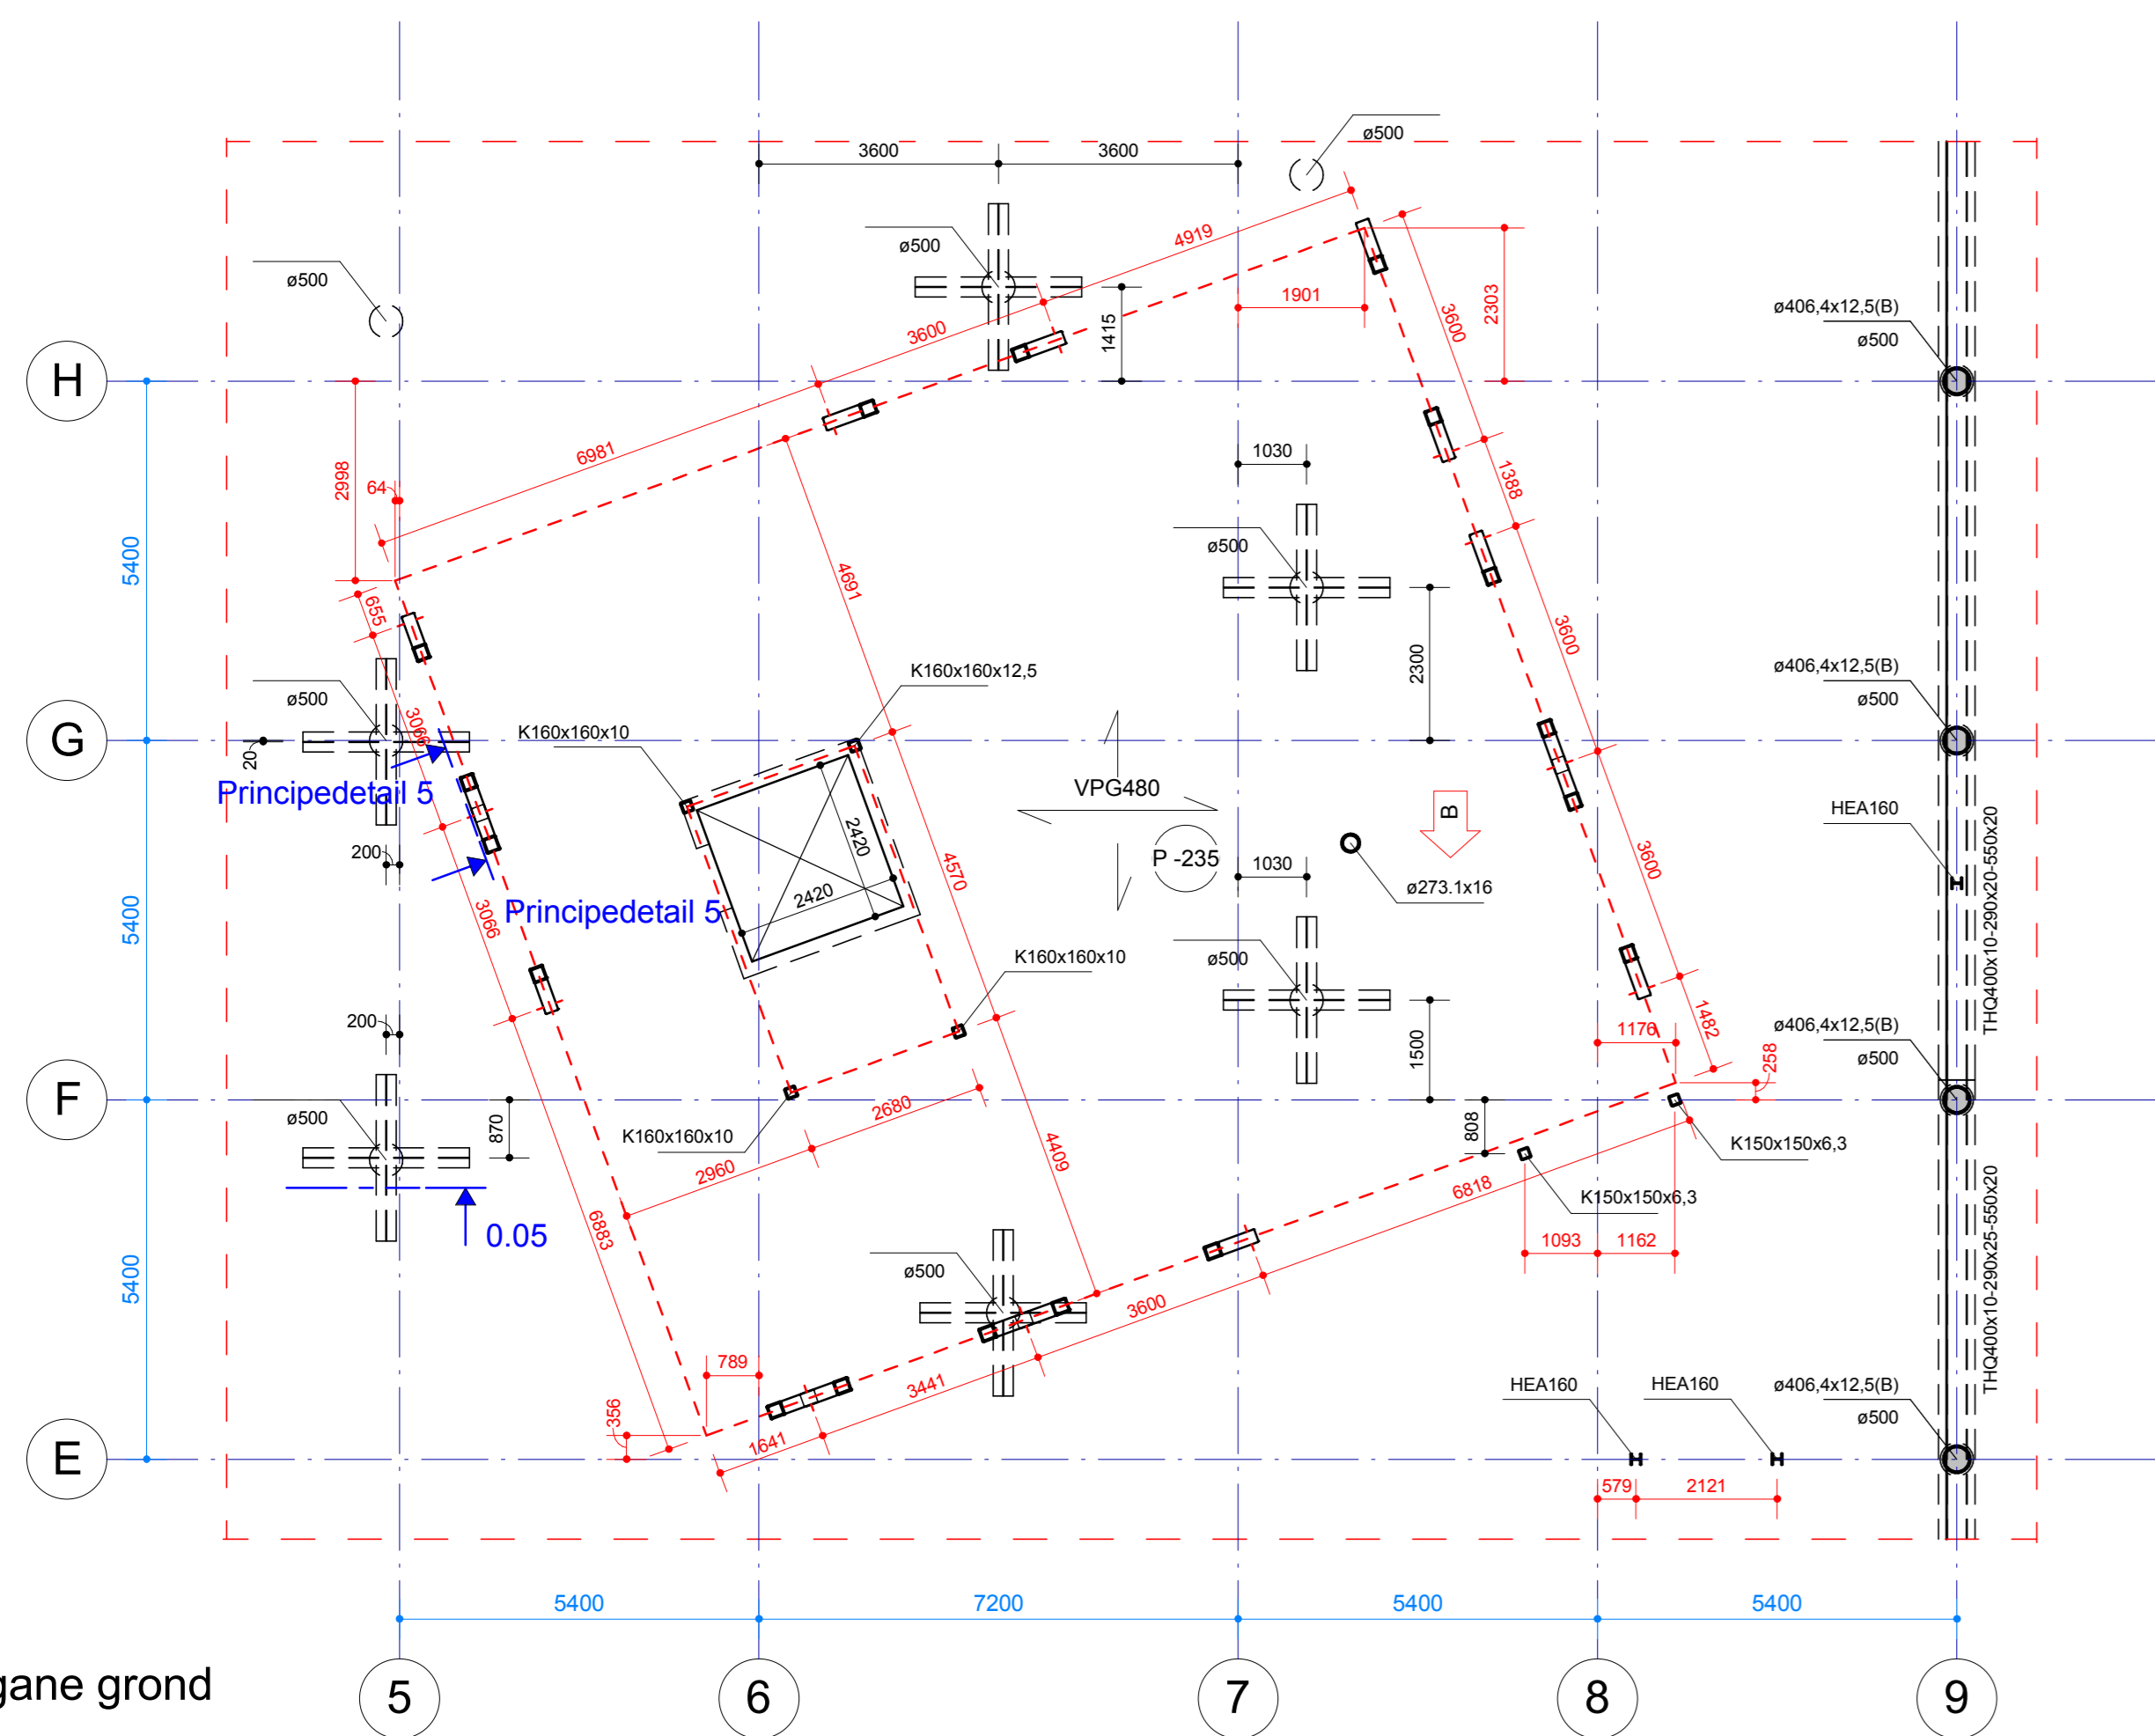 ø500
3600
3600
4919
ø500
ø500
1901
2303
3600
ø406,4x12,5(B)
ø500
3600
1415
H
6981
2998
64
1030
1388
ø500
5400
4691
655
3600
2300
K160x160x12,5
ø406,4x12,5(B)
ø500
ø500
3066
K160x160x10
G
20
Principedetail 5
VPG480
B
HEA160
2420
200
P -235
1030
3600
4570
ø273.1x16
2420
Principedetail 5
5400
3066
K160x160x10
ø500
THQ400x10-290x20-550x20
1482
200
1176
ø406,4x12,5(B)
ø500
1500
258
F
ø500
870
2680
808
K160x160x10
K150x150x6,3
4409
2960
6818
K150x150x6,3
6883
0.05
1093
1162
THQ400x10-290x25-550x20
ø500
5400
3600
789
3441
HEA160
HEA160
ø406,4x12,5(B)
ø500
356
1641
E
579
2121
5400
7200
5400
5400
gane grond
5
6
7
8
9